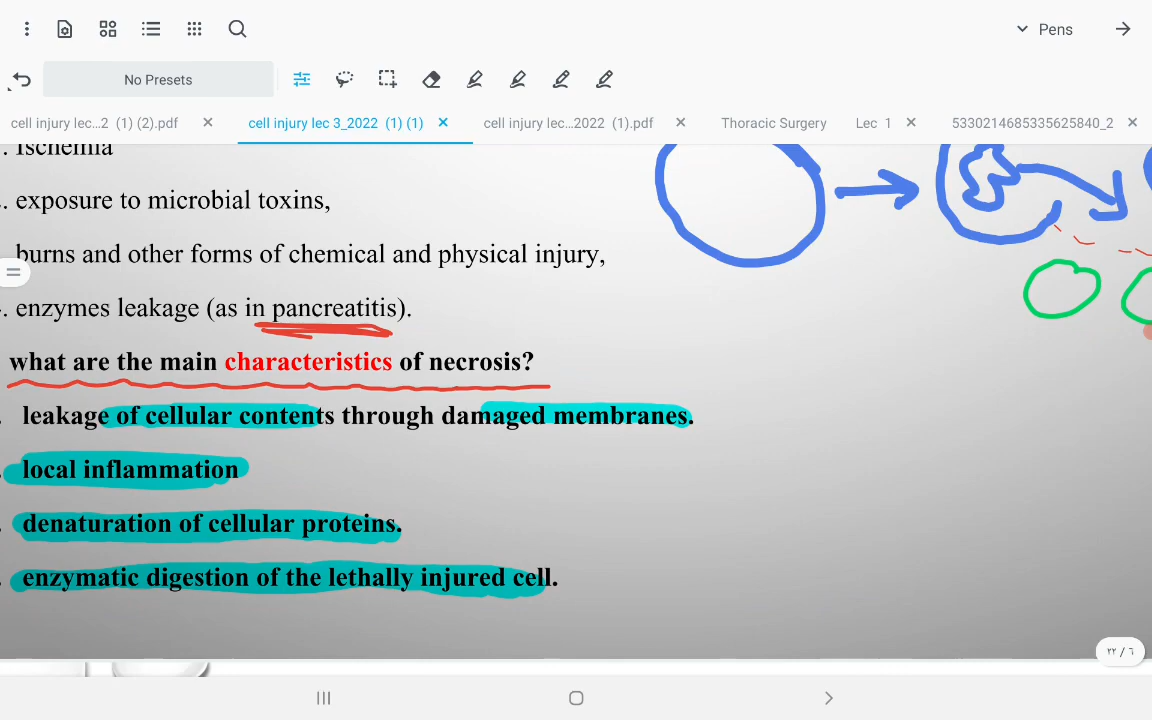 Pens
No Presets
cell injury lec...2 (1) (2).pdf
cell injury lec 3_2022 (1) (1)
cell injury lec...2022 (1).pdf
Thoracic Surgery
Lec 1
5330214685335625840_2
. Ischemia
. exposure to microbial toxins,
burns and other forms of chemical and physical injury,
. enzymes leakage (as in pancreatitis).
what are the main characteristics of necrosis?
. leakage of cellular contents through damaged membranes.
. local inflammation
. denaturation of cellular proteins.
. enzymatic digestion of the lethally injured cell.
٢٢ / ٦